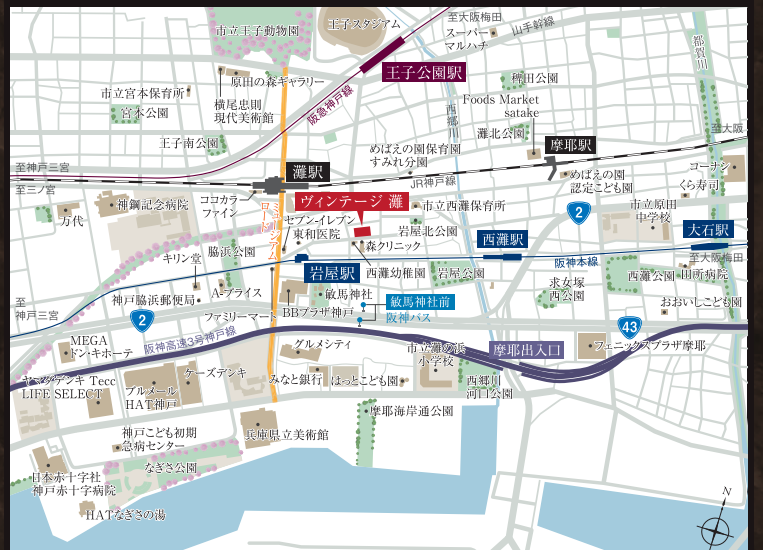 市立王子動物園
王子スタジアム
至大阪梅田
スーパー
マルハチ
山手幹線
都賀川
王子公園駅
原田の森ギャラリー
市立宮本保育所
宮本公園
横尾忠則
現代美術館
阪急神戸線
西郷川
稗田公園
Foods Market
satake
灘北公園
至大阪
王子南公園
めばえの園保育園
すみれ分園
摩耶駅
至神戸三宮
至三ノ宮
灘駅
JR神戸線
めばえの園
認定こども園
コーナン
くら寿司
万代
神鋼記念病院
ココカラ
ファイン
ヴィンテージ 灘
市立西灘保育所
2
市立原田
中学校
ミュージアム
ロード
セブン-イレブン
東和医院
森クリニック
岩屋北公園
西灘駅
大石駅
脇浜公園
キリン堂
岩屋駅
西灘幼稚園
岩屋公園
阪神本線
至大阪梅田
西灘公園
田所病院
求女塚
西公園
至
神戸三宮
神戸脇浜郵便局
A-プライス
敏馬神社
敏馬神社前
阪神バス
おおいしこども園
2
ファミリーマート
BBプラザ神戸
43
阪神高速3号神戸線
MEGA
ドン・キホーテ
グルメシティ
市立灘の浜
小学校
摩耶出入口
フェニックスプラザ摩耶
ヤマダデンキ Tecc
LIFE SELECT
ブルメール
HAT神戸
ケーズデンキ
みなと銀行
はっとこども園
西郷川
河口公園
摩耶海岸通公園
神戸こども初期
急病センター
兵庫県立美術館
なぎさ公園
日本赤十字社
神戸赤十字病院
HATなぎさの湯
N